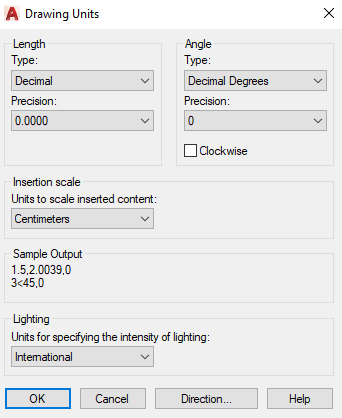 Drawing Units
Length
Type:
Decimal
Precision:
0.0000
Angle
Type:
Decimal Degrees
Precision:
0
Clockwise
Insertion scale
Units to scale inserted content:
Centimeters
Sample Output
1.5,2.0039,0
3<45,0
Lighting
Units for specifying the intensity of lighting:
International
OK
Cancel
Direction...
Help